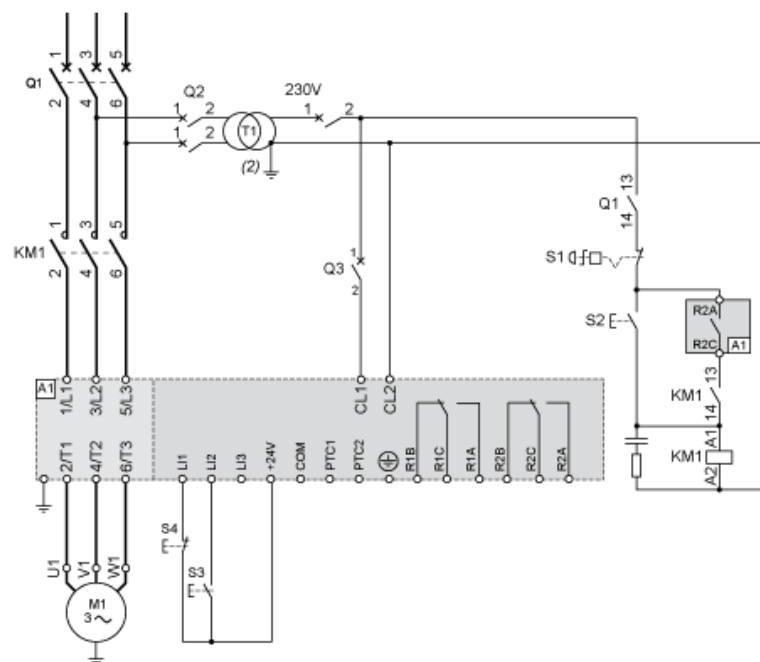 1 3 5
Q1
2 4 6
Q2
1 2
1 2
T1
(2)
230V
1 2
13
Q1
14
1 3 5
KM1
2 4 6
1
Q3
2
S1
S2
R2A
R2C
A1
13
KM1
14
A1
KM1
A2
A1
1/L1 3/L2 5/L3
CL1 CL2
2/T1 4/T2 6/T3
LI1 LI2 LI3 +24V COM PTC1 PTC2 R1B R1C R1A R2B R2C R2A
S4
S3
U1 V1 W1
M1
3